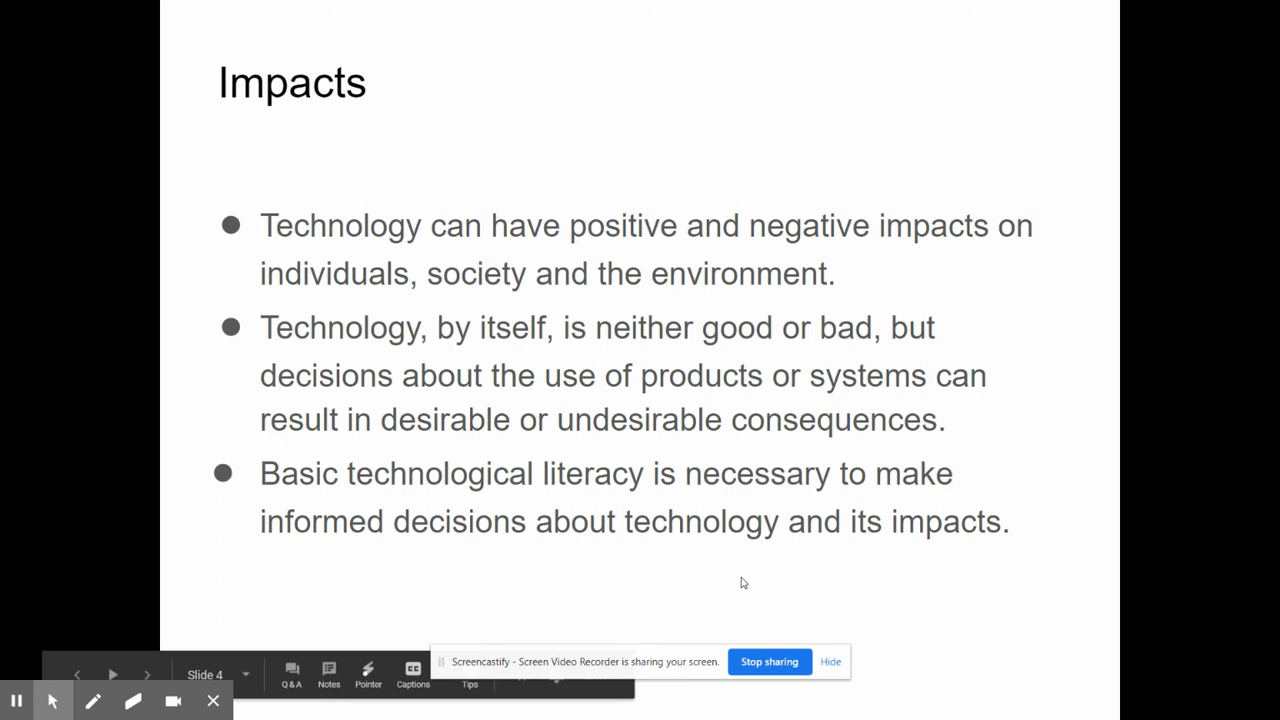 Impacts
● Technology can have positive and negative impacts on
individuals, society and the environment.
● Technology, by itself, is neither good or bad, but
decisions about the use of products or systems can
result in desirable or undesirable consequences.
● Basic technological literacy is necessary to make
informed decisions about technology and its impacts.
Screencastify - Screen Video Recorder is sharing your screen. Stop sharing Hide
Slide 4 Q & A Notes Pointer CC Captions Tips